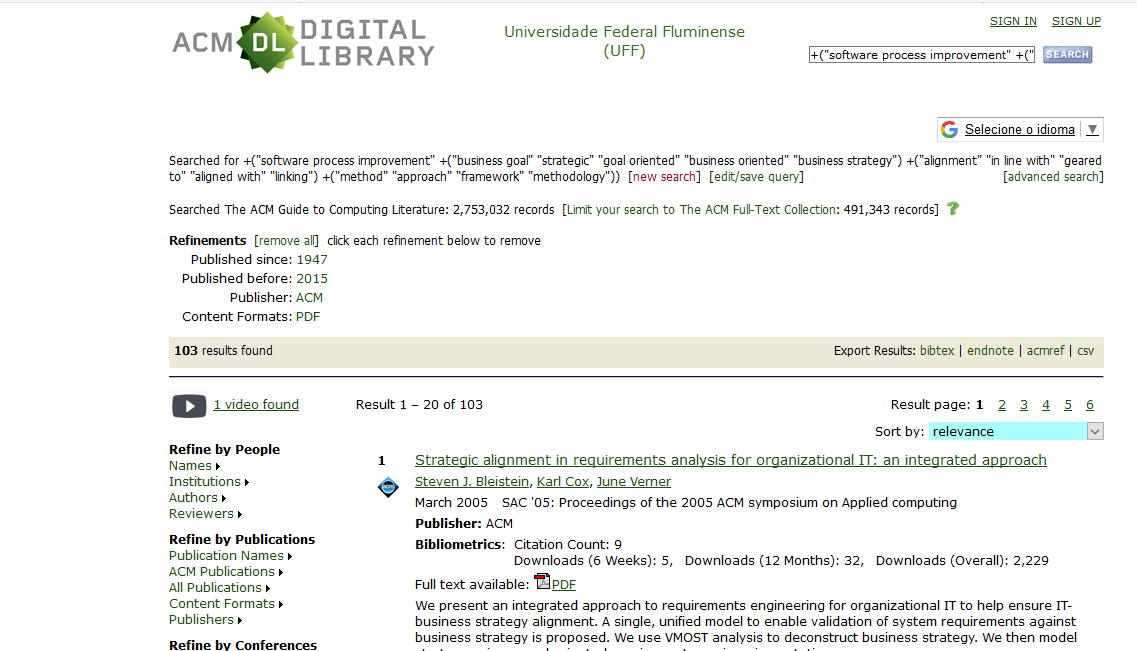 ACM DL DIGITAL LIBRARY
Universidade Federal Fluminense
(UFF)
SIGN IN SIGN UP
+("software process improvement" +(" SEARCH
Selecione o idioma ▼
Searched for +("software process improvement" +("business goal" "strategic" "goal oriented" "business oriented" "business strategy") +("alignment" "in line with" "geared
to" "aligned with" "linking") +("method" "approach" "framework" "methodology")) [new search] [edit/save query] [advanced search]
Searched The ACM Guide to Computing Literature: 2,753,032 records [Limit your search to The ACM Full-Text Collection: 491,343 records] ?
Refinements [remove all] click each refinement below to remove
Published since: 1947
Published before: 2015
Publisher: ACM
Content Formats: PDF
103 results found Export Results: bibtex | endnote | acmref | csv
1 video found Result 1 – 20 of 103 Result page: 1 2 3 4 5 6
Sort by: relevance
Refine by People
Names
Institutions
Authors
Reviewers
Refine by Publications
Publication Names
ACM Publications
All Publications
Content Formats
Publishers
Refine by Conferences
1 Strategic alignment in requirements analysis for organizational IT: an integrated approach
acm Steven J. Bleistein, Karl Cox, June Verner
March 2005 SAC '05: Proceedings of the 2005 ACM symposium on Applied computing
Publisher: ACM
Bibliometrics: Citation Count: 9
Downloads (6 Weeks): 5, Downloads (12 Months): 32, Downloads (Overall): 2,229
Full text available: PDF
We present an integrated approach to requirements engineering for organizational IT to help ensure IT-
business strategy alignment. A single, unified model to enable validation of system requirements against
business strategy is proposed. We use VMOST analysis to deconstruct business strategy. We then model